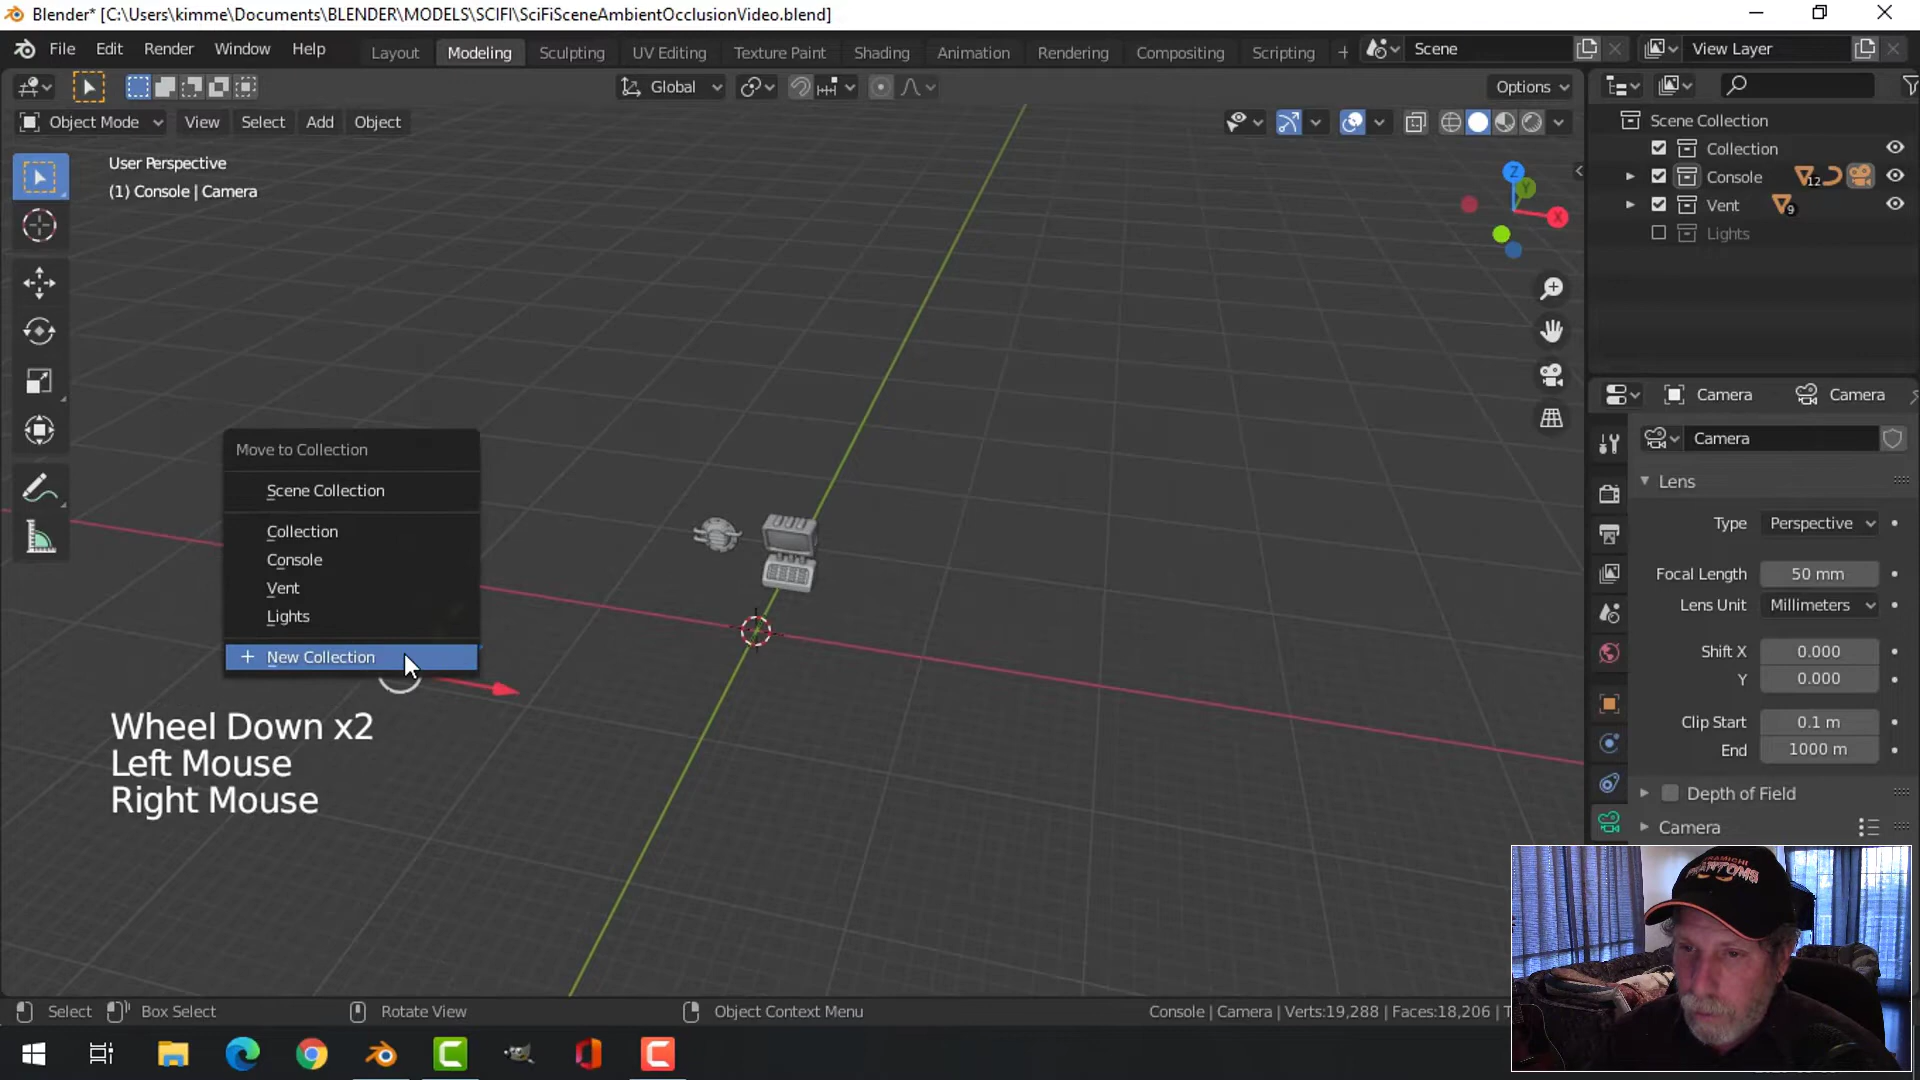 Blender* [C:\Users\kimme\Documents\BLENDER\MODELS\SCIFI\SciFiSceneAmbientOcclusionVideo.blend]
File Edit Render Window Help
Layout Modeling Sculpting UV Editing Texture Paint Shading Animation Rendering Compositing Scripting +
Scene
View Layer
Global
Options
Object Mode View Select Add Object
User Perspective
(1) Console | Camera
Z
Y
X
Scene Collection
Collection
Console
12
Vent
9
Lights
Move to Collection
Scene Collection
Collection
Console
Vent
Lights
+ New Collection
Wheel Down x2
Left Mouse
Right Mouse
Camera
Camera
Camera
Lens
Type Perspective
Focal Length 50 mm
Lens Unit Millimeters
Shift X 0.000
Y 0.000
Clip Start 0.1 m
End 1000 m
Depth of Field
Camera
PHANTOMS
Select Box Select Rotate View Object Context Menu
Console | Camera | Verts:19,288 | Faces:18,206 | T